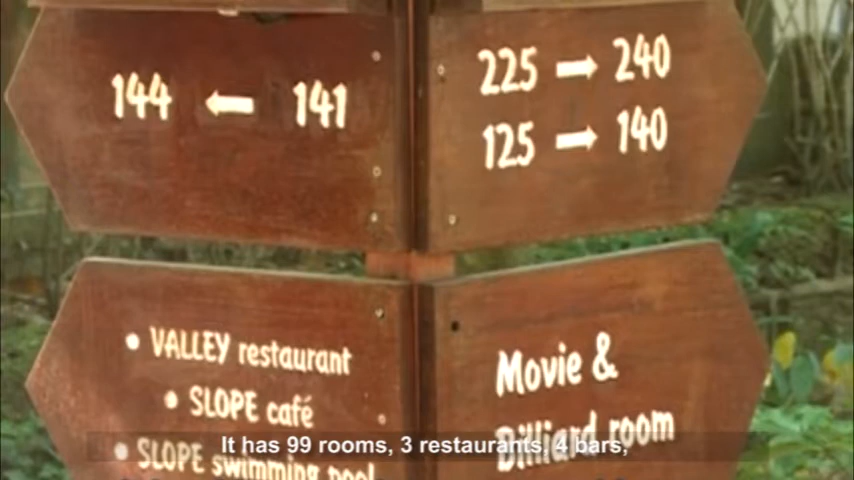 144 ← 141
225 → 240
125 → 140
• VALLEY restaurant
• SLOPE café
• SLOPE swimming pool
Movie &
Billiard room
It has 99 rooms, 3 restaurants, 4 bars,